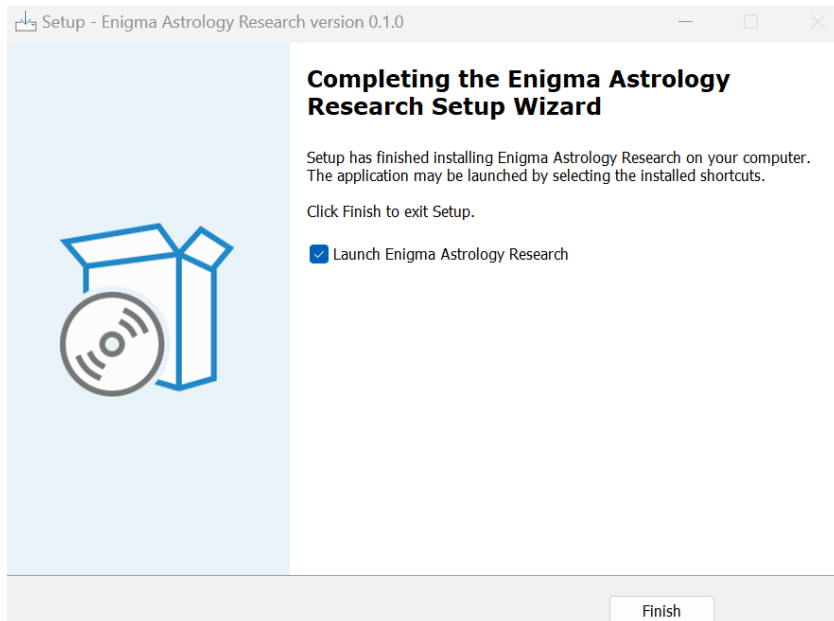 Setup - Enigma Astrology Research version 0.1.0
Completing the Enigma Astrology
Research Setup Wizard
Setup has finished installing Enigma Astrology Research on your computer.
The application may be launched by selecting the installed shortcuts.
Click Finish to exit Setup.
Launch Enigma Astrology Research
Finish